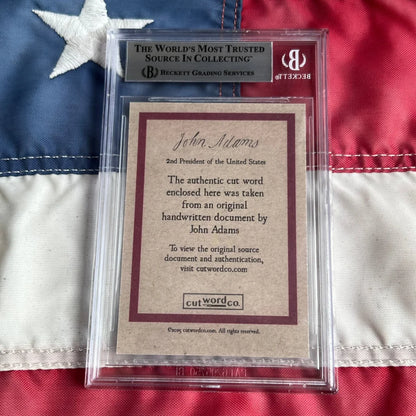 THE WORLD'S MOST TRUSTED
SOURCE IN COLLECTING™
BECKETT GRADING SERVICES
BECKETT
John Adams
2nd President of the United States
The authentic cut word
enclosed here was taken
from an original
handwritten document by
John Adams
To view the original source
document and authentication,
visit cutwordco.com
cut word co.
©2025 cutwordco.com. All rights reserved.